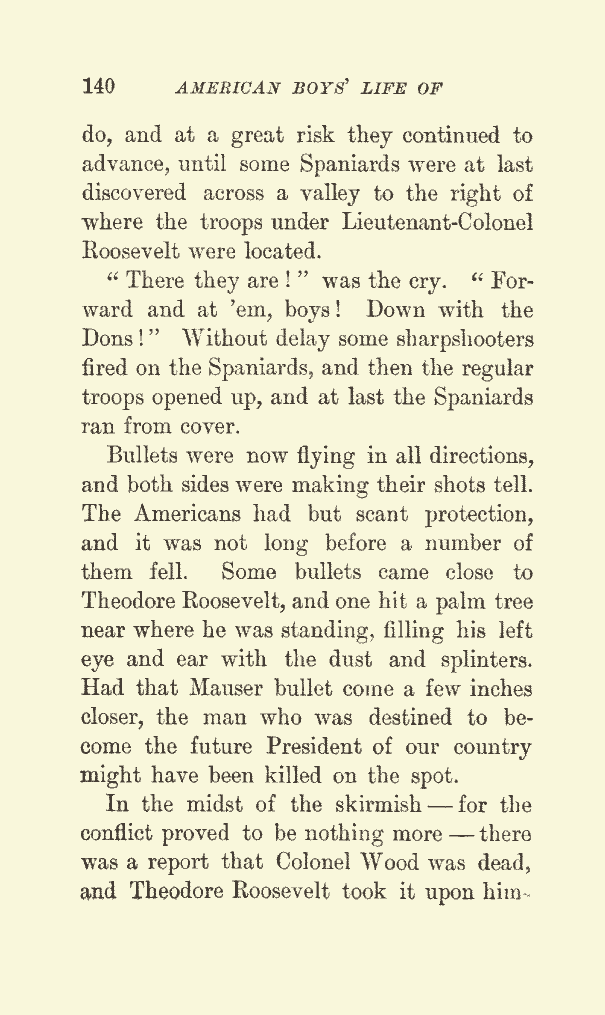 140 AMERICAN BOYS' LIFE OF
do, and at a great risk they continued to
advance, until some Spaniards were at last
discovered across a valley to the right of
where the troops under Lieutenant-Colonel
Roosevelt were located.
“ There they are ! ” was the cry. “ For-
ward and at ’em, boys ! Down with the
Dons ! ” Without delay some sharpshooters
fired on the Spaniards, and then the regular
troops opened up, and at last the Spaniards
ran from cover.
Bullets were now flying in all directions,
and both sides were making their shots tell.
The Americans had but scant protection,
and it was not long before a number of
them fell. Some bullets came close to
Theodore Roosevelt, and one hit a palm tree
near where he was standing, filling his left
eye and ear with the dust and splinters.
Had that Mauser bullet come a few inches
closer, the man who was destined to be-
come the future President of our country
might have been killed on the spot.
In the midst of the skirmish — for the
conflict proved to be nothing more — there
was a report that Colonel Wood was dead,
and Theodore Roosevelt took it upon him-